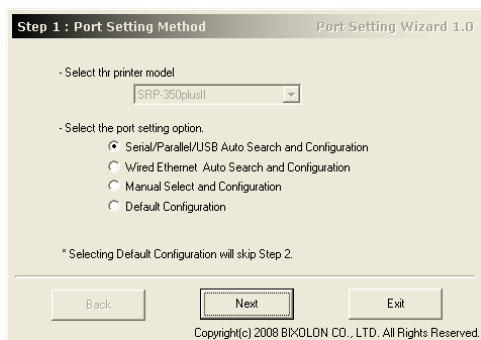 Step 1 : Port Setting Method Port Setting Wizard 1.0
- Select thr printer model
SRP-350plusII
- Select the port setting option.
Serial/Parallel/USB Auto Search and Configuration
Wired Ethernet Auto Search and Configuration
Manual Select and Configuration
Default Configuration
* Selecting Default Configuration will skip Step 2.
Back Next Exit
Copyright(c) 2008 BIXOLON CO., LTD. All Rights Reserved.